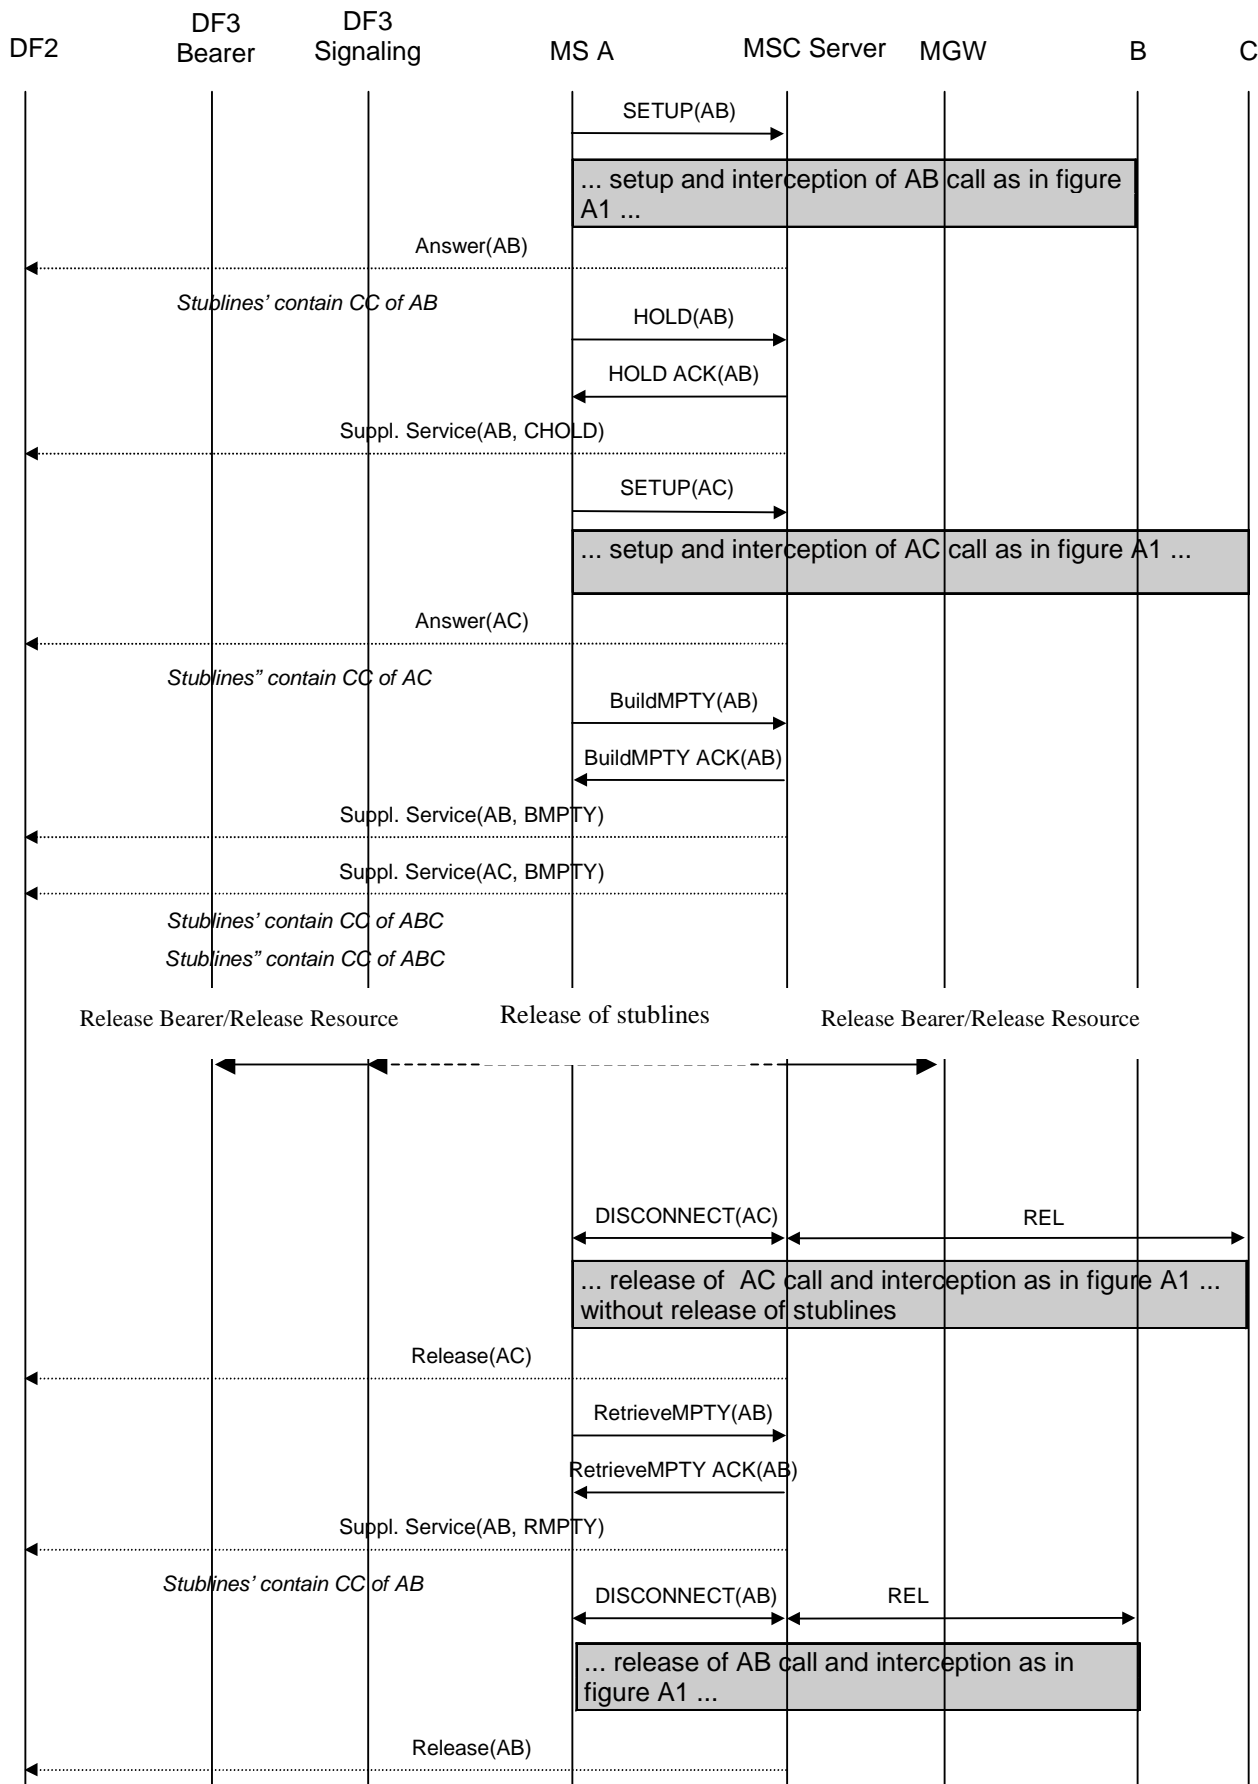 DF2
DF3
Bearer
DF3
Signaling
MS A
MSC Server
MGW
B
C
SETUP(AB)
... setup and interception of AB call as in figure
A1 ...
Answer(AB)
Stublines’ contain CC of AB
HOLD(AB)
HOLD ACK(AB)
Suppl. Service(AB, CHOLD)
SETUP(AC)
... setup and interception of AC call as in figure A1 ...
Answer(AC)
Stublines” contain CC of AC
BuildMPTY(AB)
BuildMPTY ACK(AB)
Suppl. Service(AB, BMPTY)
Suppl. Service(AC, BMPTY)
Stublines’ contain CC of ABC
Stublines” contain CC of ABC
Release Bearer/Release Resource
Release of stublines
Release Bearer/Release Resource
DISCONNECT(AC)
REL
... release of AC call and interception as in figure A1 ...
without release of stublines
Release(AC)
RetrieveMPTY(AB)
RetrieveMPTY ACK(AB)
Suppl. Service(AB, RMPTY)
Stublines’ contain CC of AB
DISCONNECT(AB)
REL
... release of AB call and interception as in
figure A1 ...
Release(AB)